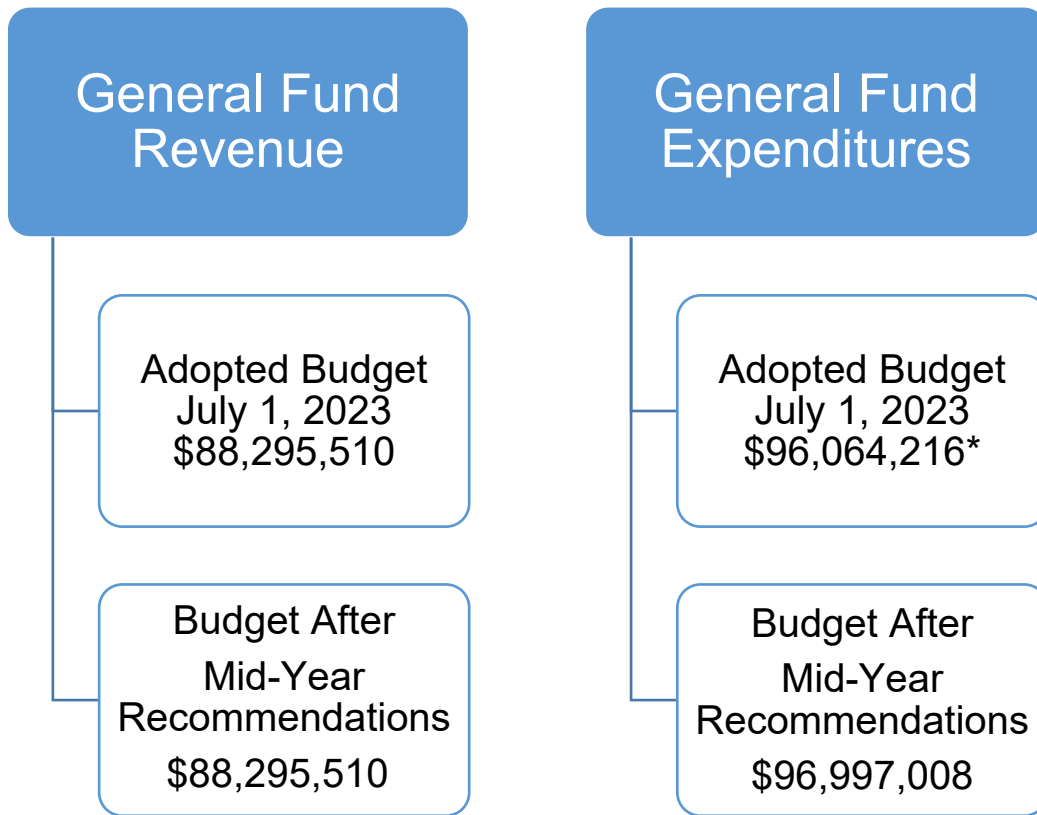 General Fund
Revenue
Adopted Budget
July 1, 2023
$88,295,510
Budget After
Mid-Year
Recommendations
$88,295,510
General Fund
Expenditures
Adopted Budget
July 1, 2023
$96,064,216*
Budget After
Mid-Year
Recommendations
$96,997,008